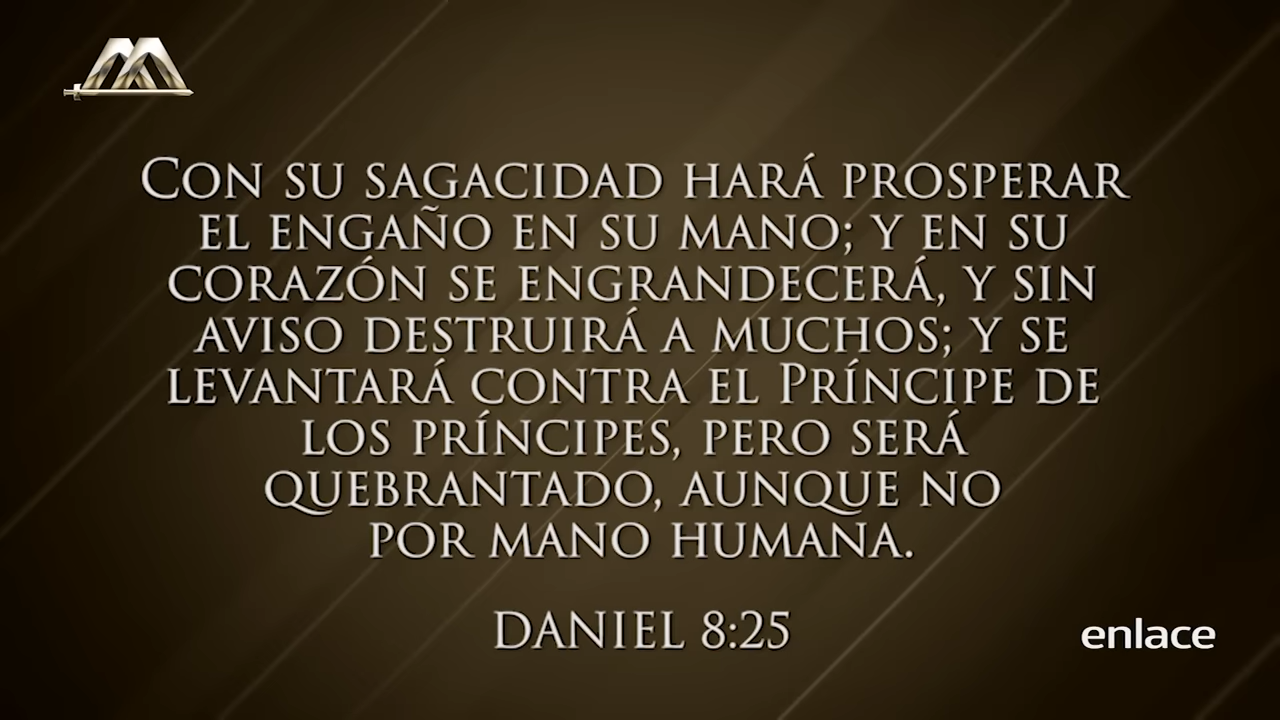 Con su sagacidad hará prosperar
el engaño en su mano; y en su
corazón se engrandecerá, y sin
aviso destruirá a muchos; y se
levantará contra el Príncipe de
los príncipes, pero será
quebrantado, aunque no
por mano humana.
DANIEL 8:25
enlace